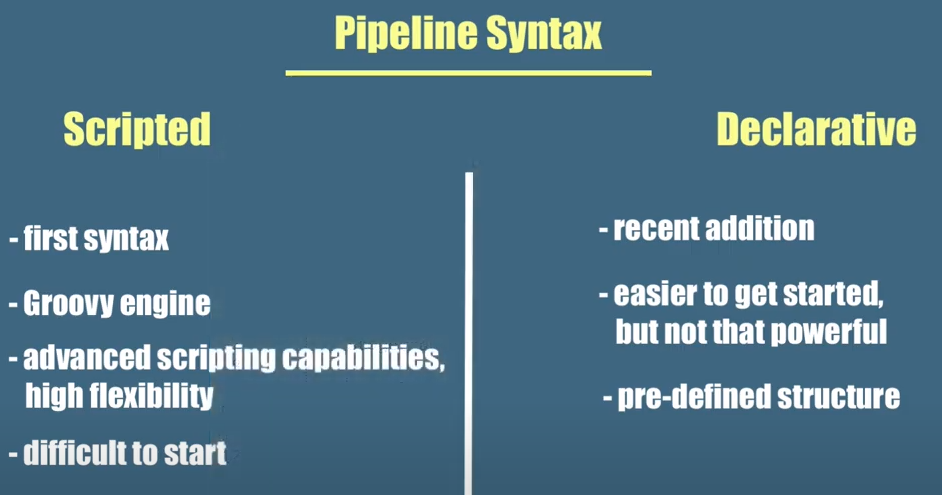 Pipeline Syntax
Scripted
- first syntax
- Groovy engine
- advanced scripting capabilities,
high flexibility
- difficult to start
Declarative
- recent addition
- easier to get started,
but not that powerful
- pre-defined structure